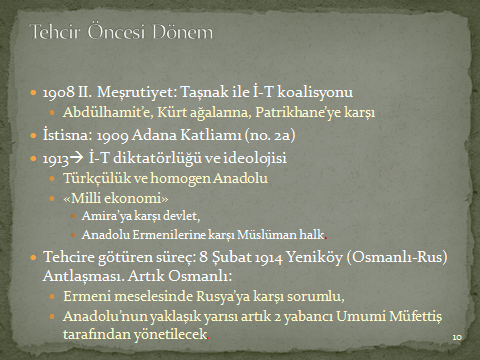 Tehcir Öncesi Dönem
1908 II. Meşrutiyet: Taşnak ile İ-T koalisyonu
Abdülhamit'e, Kürt ağalarına, Patrikhane'ye karşı
İstisna: 1909 Adana Katliamı (no. 2a)
1913→ İ-T diktatörlüğü ve ideolojisi
Türkçülük ve homogen Anadolu
«Milli ekonomi»
Amira'ya karşı devlet,
Anadolu Ermenilerine karşı Müslüman halk.
Tehcire götüren süreç: 8 Şubat 1914 Yeniköy (Osmanlı-Rus)
Antlaşması. Artık Osmanlı:
Ermeni meselesinde Rusya'ya karşı sorumlu,
Anadolu'nun yaklaşık yarısı artık 2 yabancı Umumi Müfettiş
tarafından yönetilecek.
10